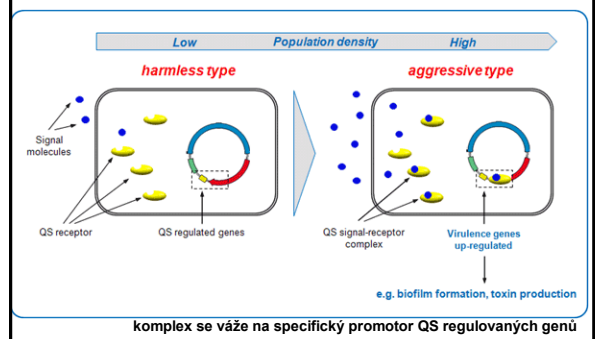 Low Population density High
harmless type aggressive type
Signal
molecules
QS receptor
QS regulated genes
QS signal-receptor
complex
Virulence genes
up-regulated
e.g. biofilm formation, toxin production
komplex se váže na specifický promotor QS regulovaných genů